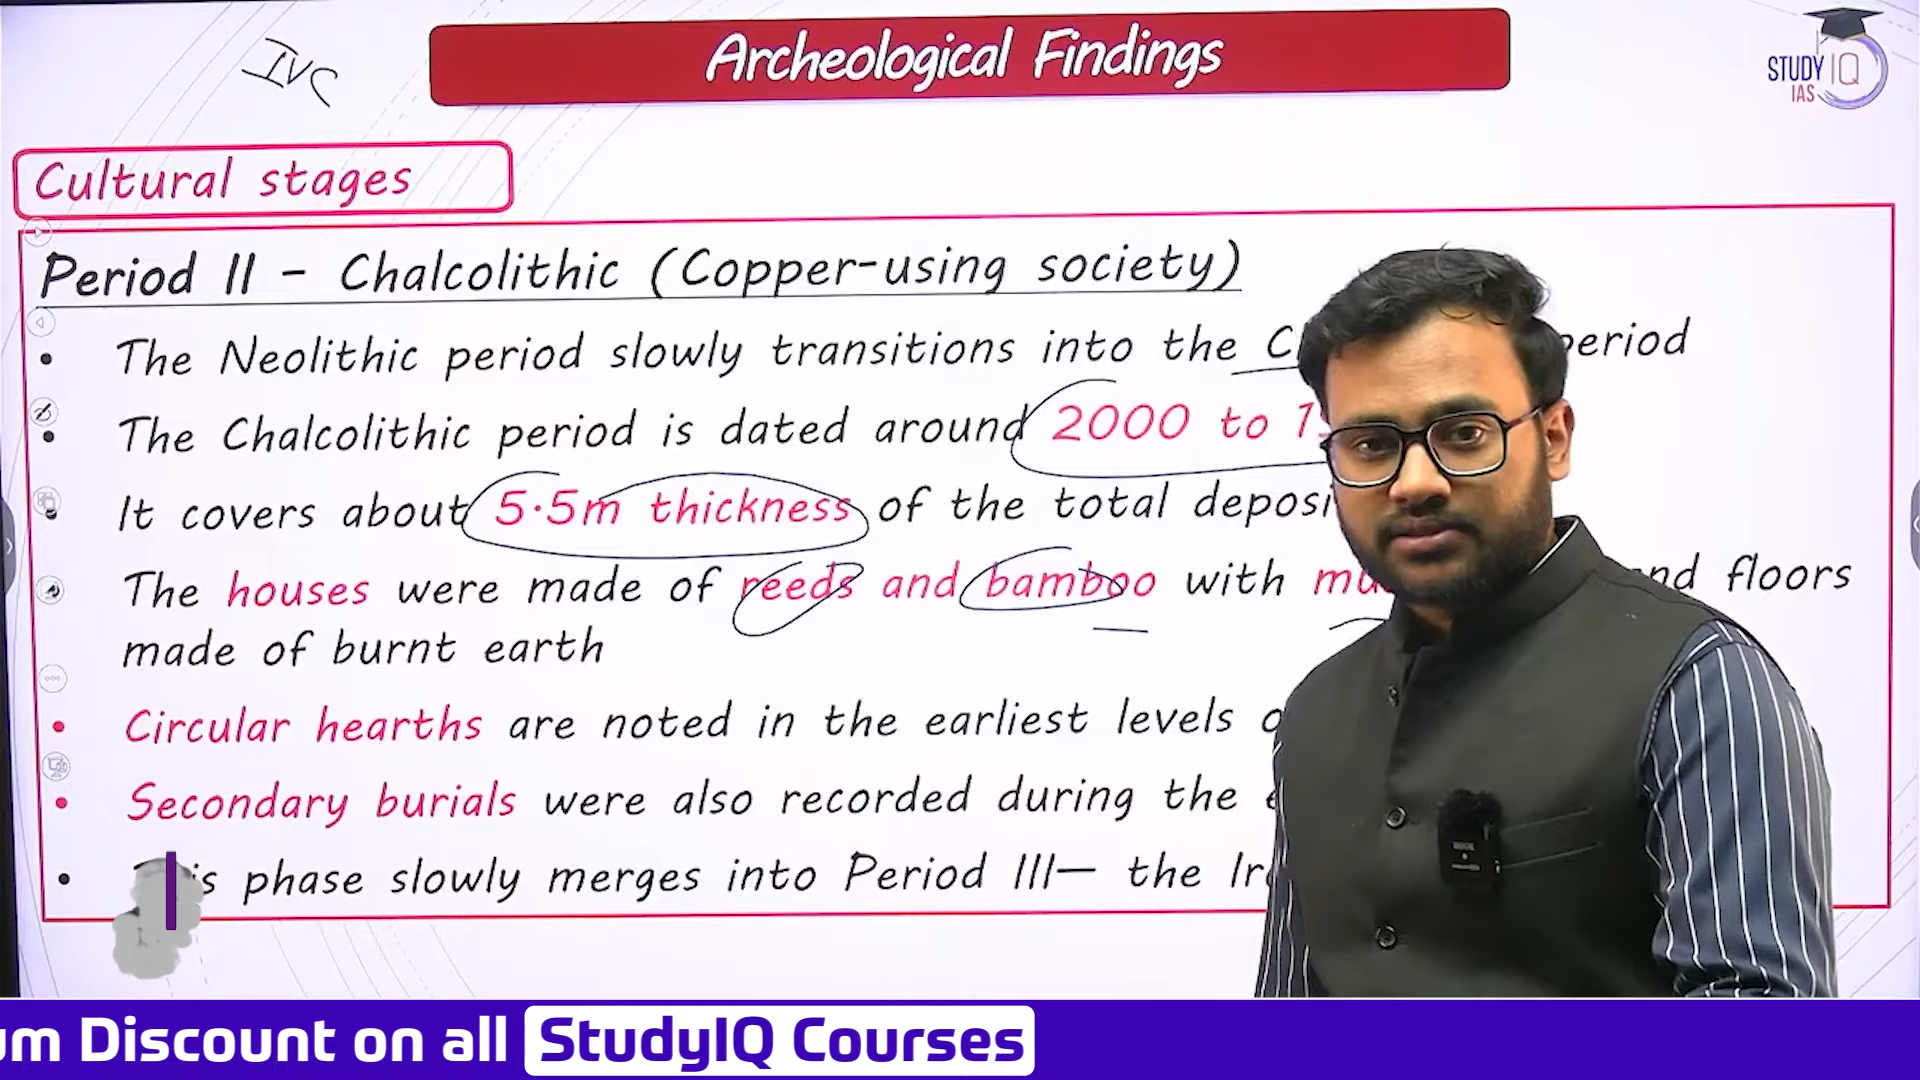 IVC
Archeological Findings
STUDY IQ
IAS
Cultural stages
Period II - Chalcolithic (Copper-using society)
The Neolithic period slowly transitions into the period
The Chalcolithic period is dated around 2000 to
It covers about 5.5m thickness of the total
The houses were made of reeds and bamboo with and floors
made of burnt earth
Circular hearths are noted in the earliest levels
Secondary burials were also recorded during the
phase slowly merges into Period III— the
Discount on all StudyIQ Courses